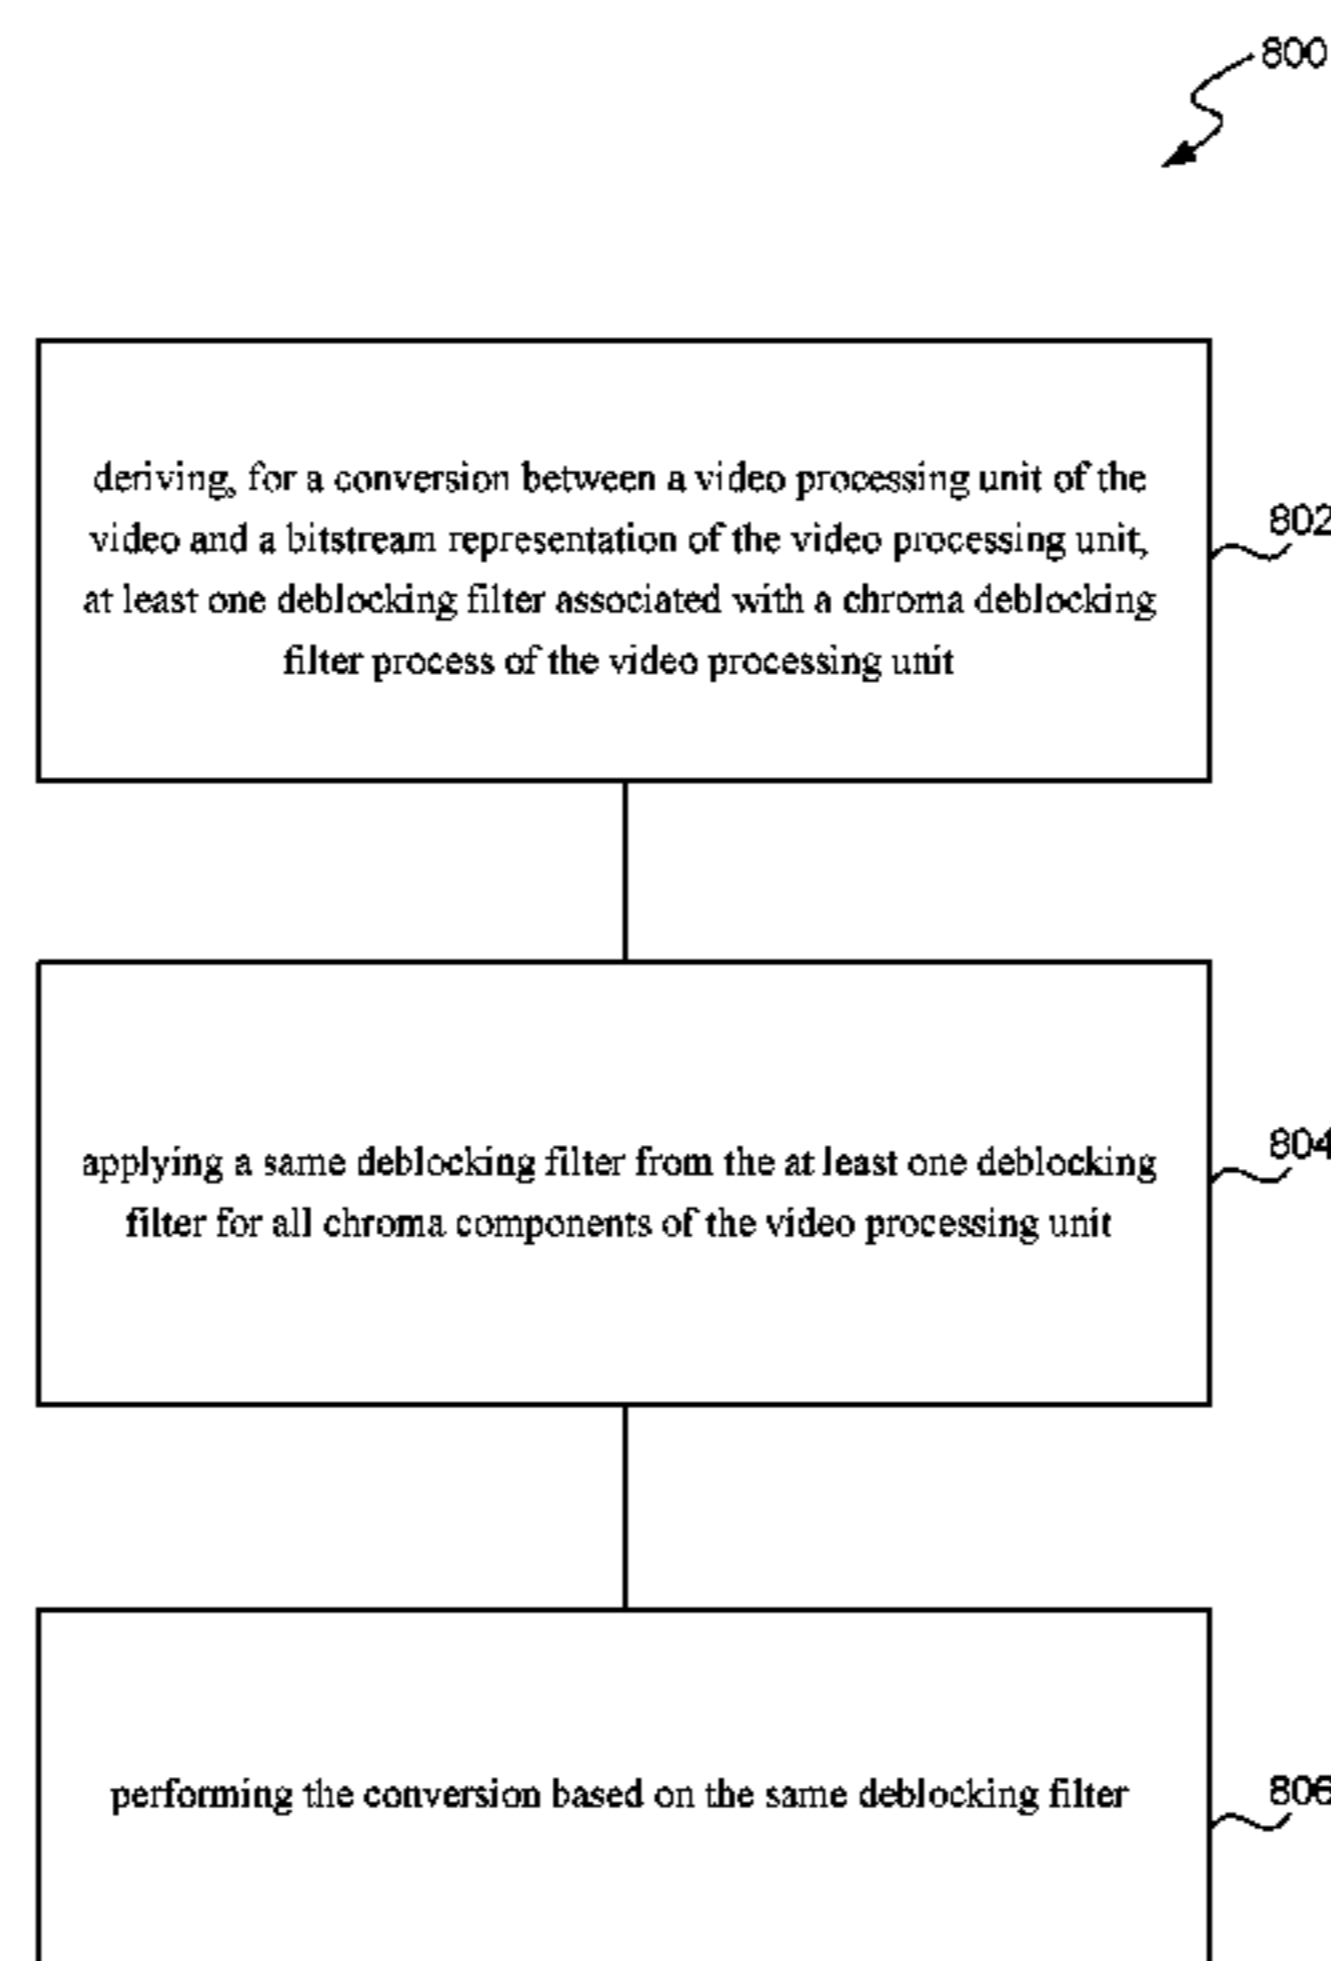 800
deriving, for a conversion between a video processing unit of the
video and a bitstream representation of the video processing unit,
at least one deblocking filter associated with a chroma deblocking
filter process of the video processing unit
802
applying a same deblocking filter from the at least one deblocking
filter for all chroma components of the video processing unit
804
performing the conversion based on the same deblocking filter
806